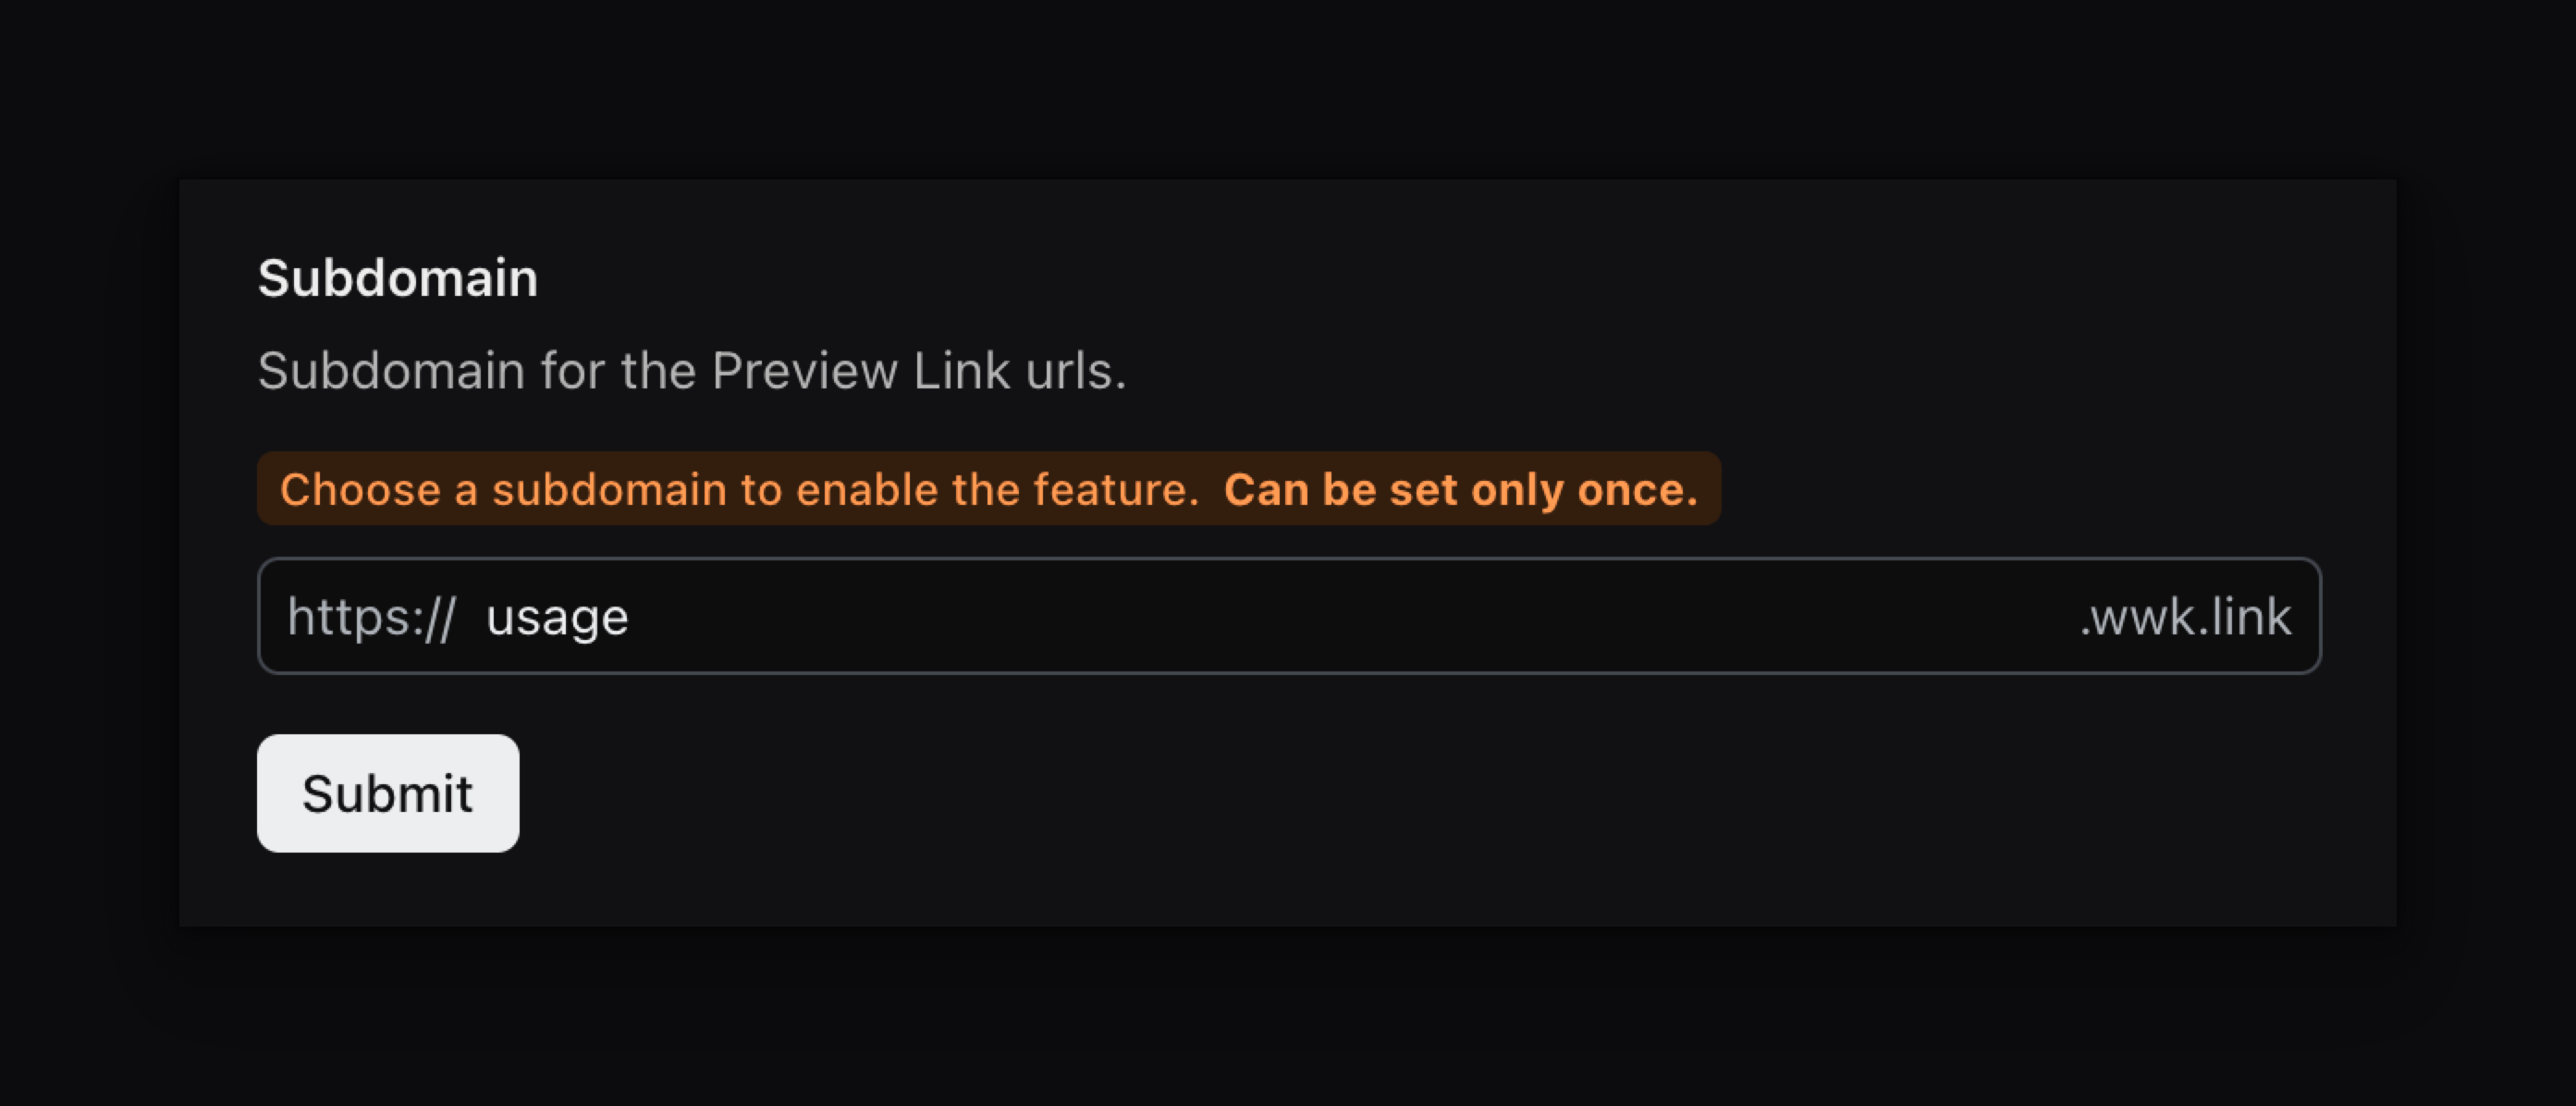 Subdomain
Subdomain for the Preview Link urls.
Choose a subdomain to enable the feature. Can be set only once.
https:// usage .wwk.link
Submit